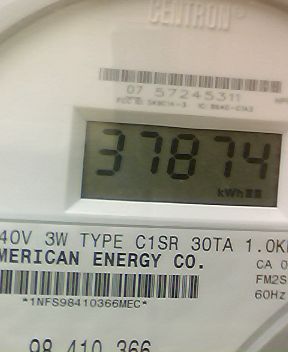 CENTRON®
07 57245311
37874
kWh
40V 3W TYPE C1SR 30TA 1.0K
MERICAN ENERGY CO.
CA 0
FM2S
*1NFS98410366MEC*
60Hz
98 410 366